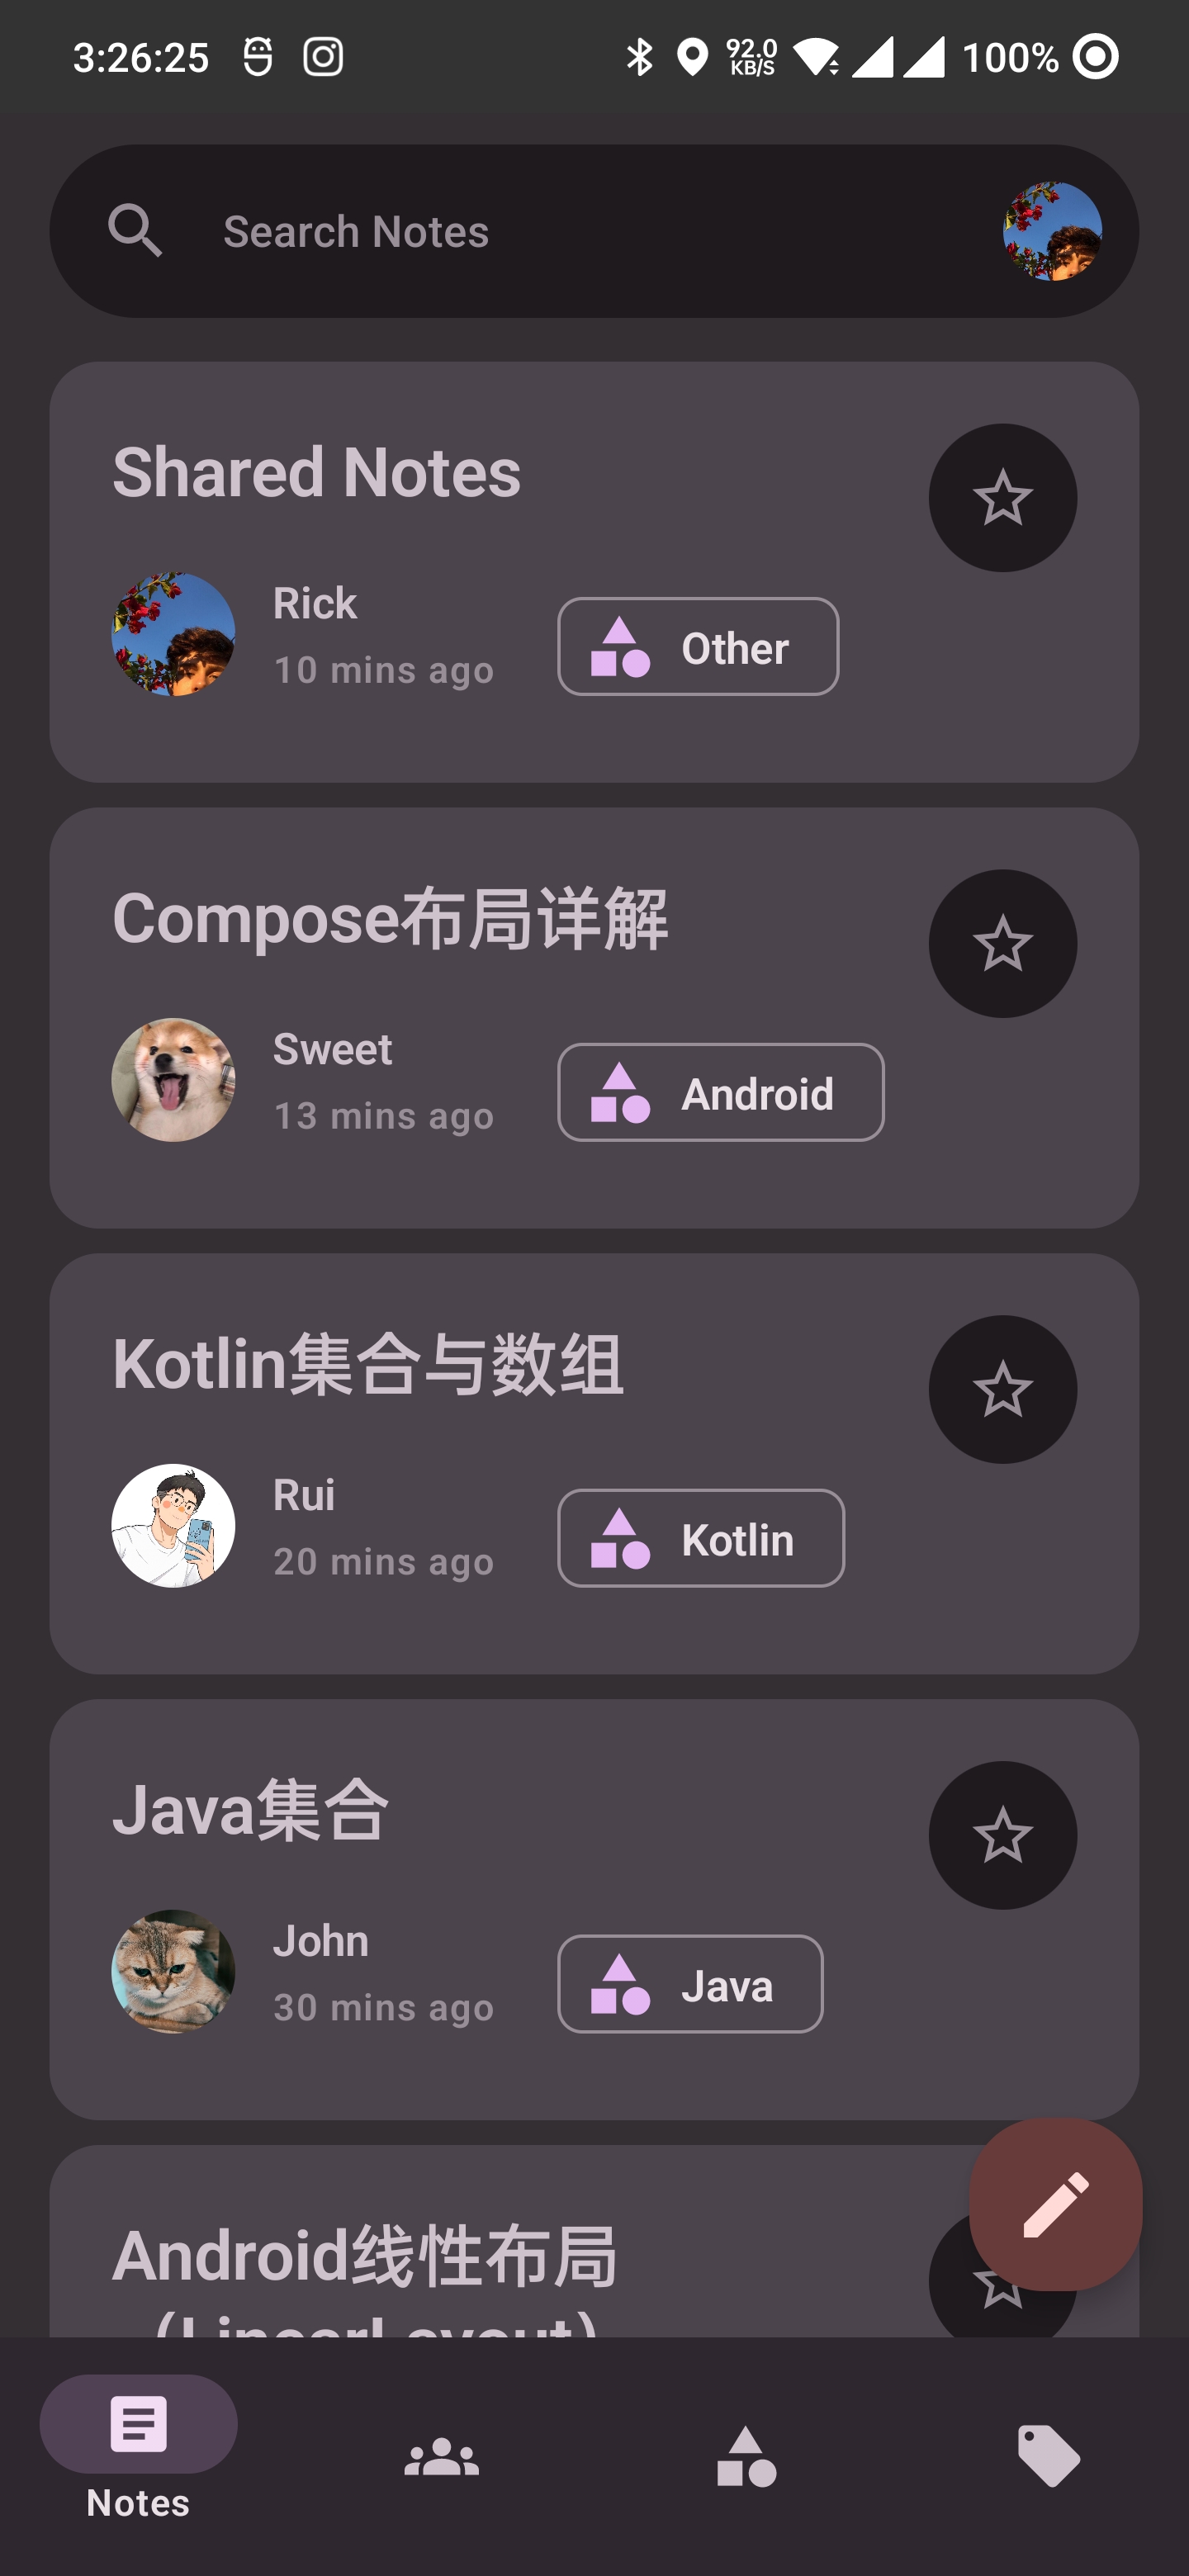 3:26:25
92.0
KB/S
100%
Search Notes
Shared Notes
Rick
10 mins ago
Other
Compose布局详解
Sweet
13 mins ago
Android
Kotlin集合与数组
Rui
20 mins ago
Kotlin
Java集合
John
30 mins ago
Java
Android线性布局
（LinearLayout）
Notes